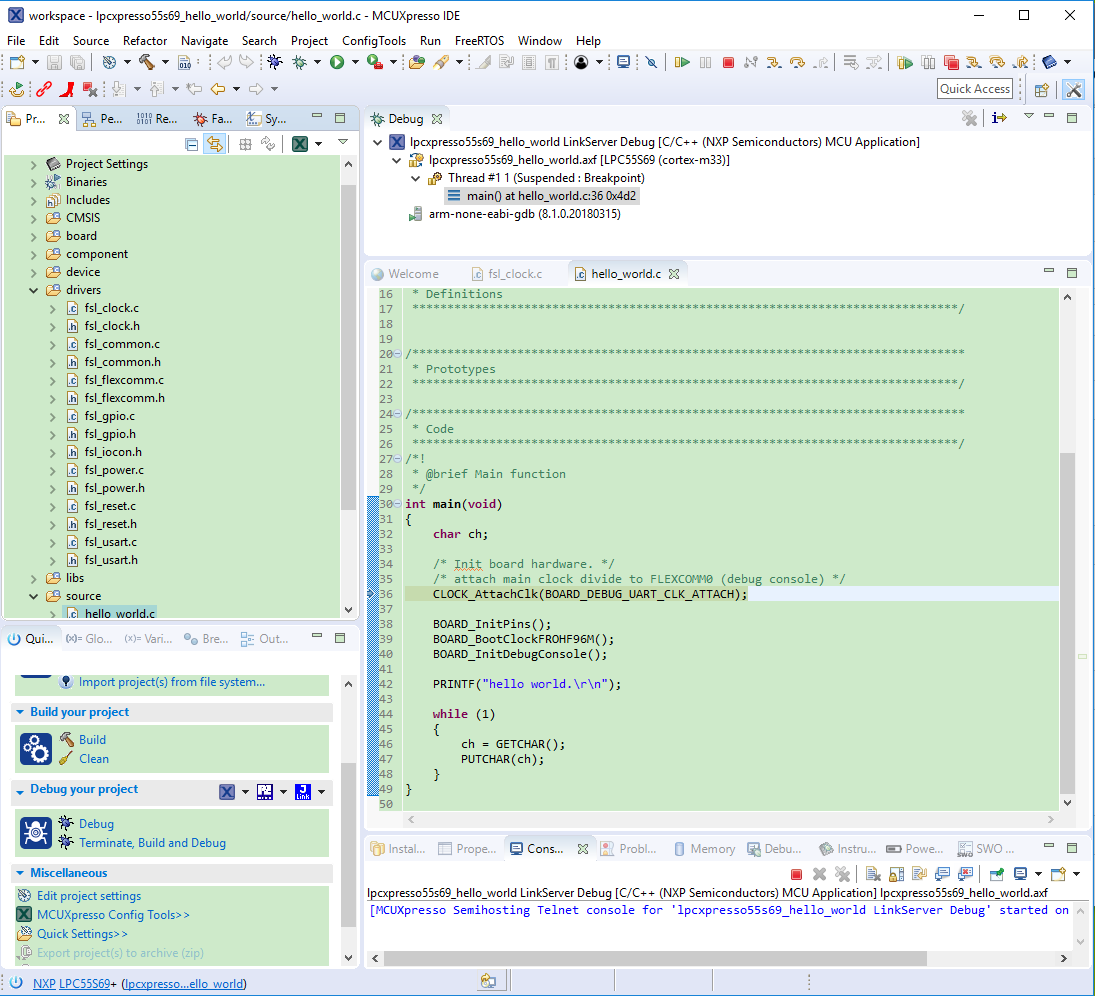 workspace - lpcxpresso55s69_hello_world/source/hello_world.c - MCUXpresso IDE
File Edit Source Refactor Navigate Search Project ConfigTools Run FreeRTOS Window Help
Quick Access
Pr... Pe... Re... Fa... Sy...
Project Settings
Binaries
Includes
CMSIS
board
component
device
drivers
fsl_clock.c
fsl_clock.h
fsl_common.c
fsl_common.h
fsl_flexcomm.c
fsl_flexcomm.h
fsl_gpio.c
fsl_gpio.h
fsl_iocon.h
fsl_power.c
fsl_power.h
fsl_reset.c
fsl_reset.h
fsl_usart.c
fsl_usart.h
libs
source
hello_world.c
Qui... Glo... Vari... Bre... Out...
Import project(s) from file system...
Build your project
Build
Clean
Debug your project
Debug
Terminate, Build and Debug
Miscellaneous
Edit project settings
MCUXpresso Config Tools>>
Quick Settings>>
Export project(s) to archive (zip)
Debug
lpcxpresso55s69_hello_world LinkServer Debug [C/C++ (NXP Semiconductors) MCU Application]
lpcxpresso55s69_hello_world.axf [LPC55S69 (cortex-m33)]
Thread #1 1 (Suspended : Breakpoint)
main() at hello_world.c:36 0x4d2
arm-none-eabi-gdb (8.1.0.20180315)
Welcome fsl_clock.c hello_world.c
16 * Definitions
17 ******************************************************************************/
18
19
20 /*******************************************************************************
21 * Prototypes
22 ******************************************************************************/
23
24 /*******************************************************************************
25 * Code
26 ******************************************************************************/
27 /*!
28 * @brief Main function
29 */
30 int main(void)
31 {
32 char ch;
33
34 /* Init board hardware. */
35 /* attach main clock divide to FLEXCOMM0 (debug console) */
36 CLOCK_AttachClk(BOARD_DEBUG_UART_CLK_ATTACH);
37
38 BOARD_InitPins();
39 BOARD_BootClockFROHF96M();
40 BOARD_InitDebugConsole();
41
42 PRINTF("hello world.\r\n");
43
44 while (1)
45 {
46 ch = GETCHAR();
47 PUTCHAR(ch);
48 }
49 }
50
Instal... Prope... Cons... Probl... Memory Debu... Instru... Powe... SWO ...
lpcxpresso55s69_hello_world LinkServer Debug [C/C++ (NXP Semiconductors) MCU Application] lpcxpresso55s69_hello_world.axf
[MCUXpresso Semihosting Telnet console for 'lpcxpresso55s69_hello_world LinkServer Debug' started on
NXP LPC55S69+ (lpcxpresso...ello_world)